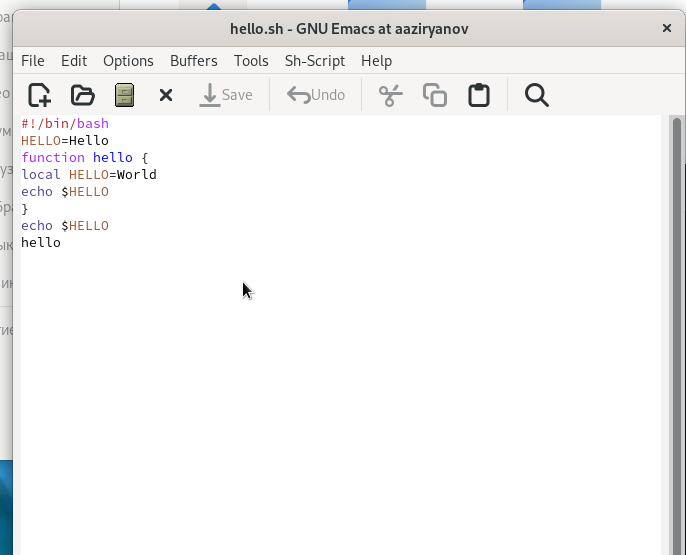 hello.sh - GNU Emacs at aaziryanov
File Edit Options Buffers Tools Sh-Script Help
Save Undo
#!/bin/bash
HELLO=Hello
function hello {
local HELLO=World
echo $HELLO
}
echo $HELLO
hello